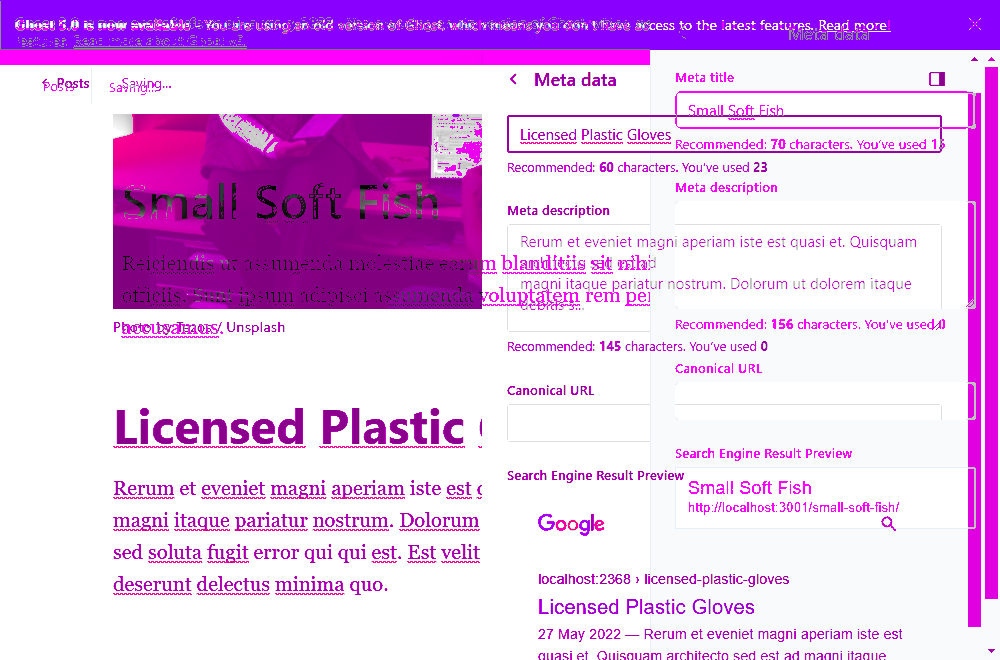 Ghost 5.0 is now available - You are using an old version of Ghost, which means you don't have access to the latest features. Read more!
Meta data
Posts
Posts
Saving...
Saving...
Meta data
Meta title
Small Soft Fish
Licensed Plastic Gloves
Recommended: 70 characters. You've used 15
Recommended: 60 characters. You've used 23
Meta description
Meta description
Small Soft Fish
Rerum et eveniet magni aperiam iste est quasi et. Quisquam
magni itaque pariatur nostrum. Dolorum ut dolorem itaque
debitis s...
Reiciendis ut assumenda molestiae earum blanditiis sit nihi
officiis. Sunt ipsum adipisci assumenda voluptatem rem per
accusamus.
/ Unsplash
Recommended: 156 characters. You've used 0
Recommended: 145 characters. You've used 0
Canonical URL
Canonical URL
Licensed Plastic
Search Engine Result Preview
Search Engine Result Preview
Rerum et eveniet magni aperiam iste est
magni itaque pariatur nostrum. Dolorum
sed soluta fugit error qui qui est. Est velit
deserunt delectus minima quo.
Small Soft Fish
http://localhost:3001/small-soft-fish/
Google
localhost:2368 › licensed-plastic-gloves
Licensed Plastic Gloves
27 May 2022 — Rerum et eveniet magni aperiam iste est
quasi et. Quisquam architecto sed est ad magni itaque